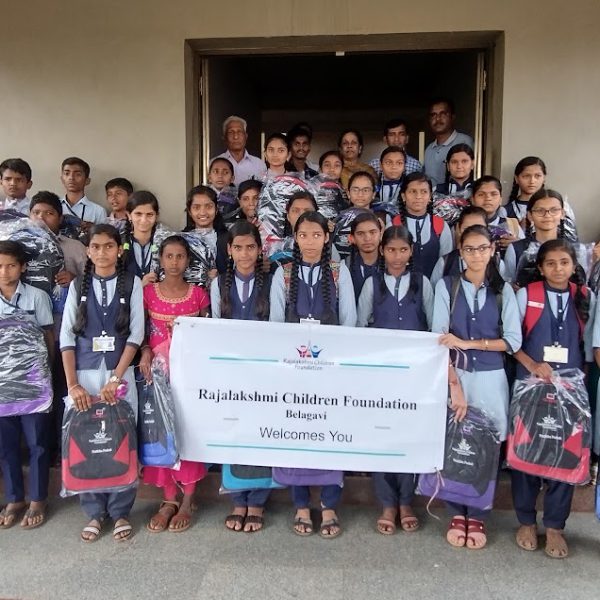 Rajalakshmi Children
Foundation
Rajalakshmi Children Foundation
Belagavi
Welcomes You